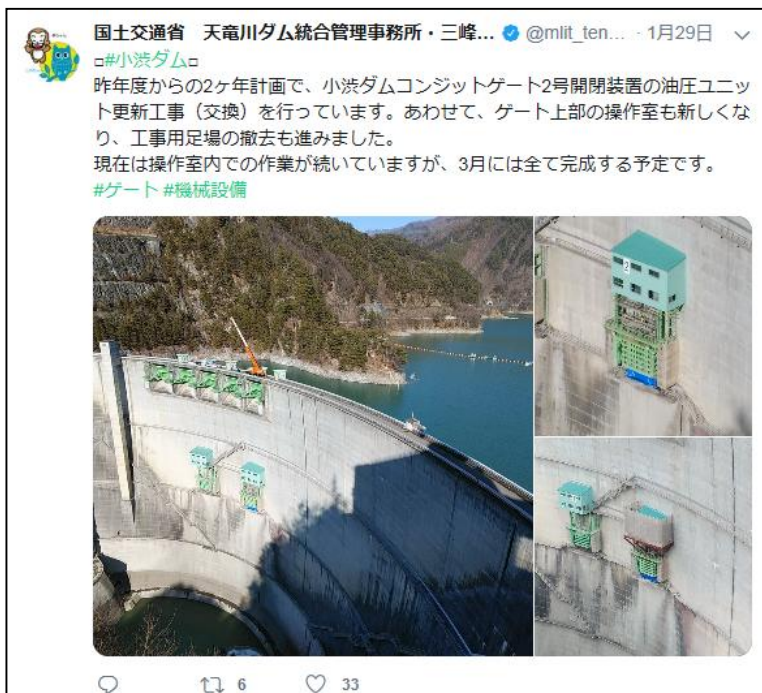 国土交通省 天竜川ダム統合管理事務所・三峰... @mlit_ten... · 1月29日
□#小渋ダム□
昨年度からの2ヶ年計画で、小渋ダムコンジットゲート2号開閉装置の油圧ユニッ
ト更新工事（交換）を行っています。あわせて、ゲート上部の操作室も新しくな
り、工事用足場の撤去も進みました。
現在は操作室内での作業が続いていますが、3月には全て完成する予定です。
#ゲート #機械設備
2
6 33